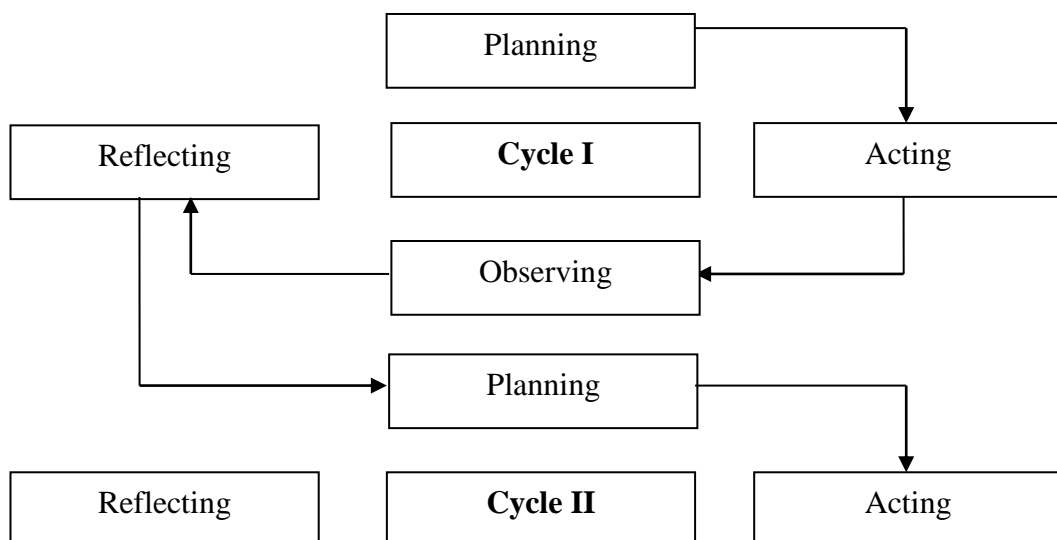 Planning
Reflecting
Cycle I
Acting
Observing
Planning
Reflecting
Cycle II
Acting